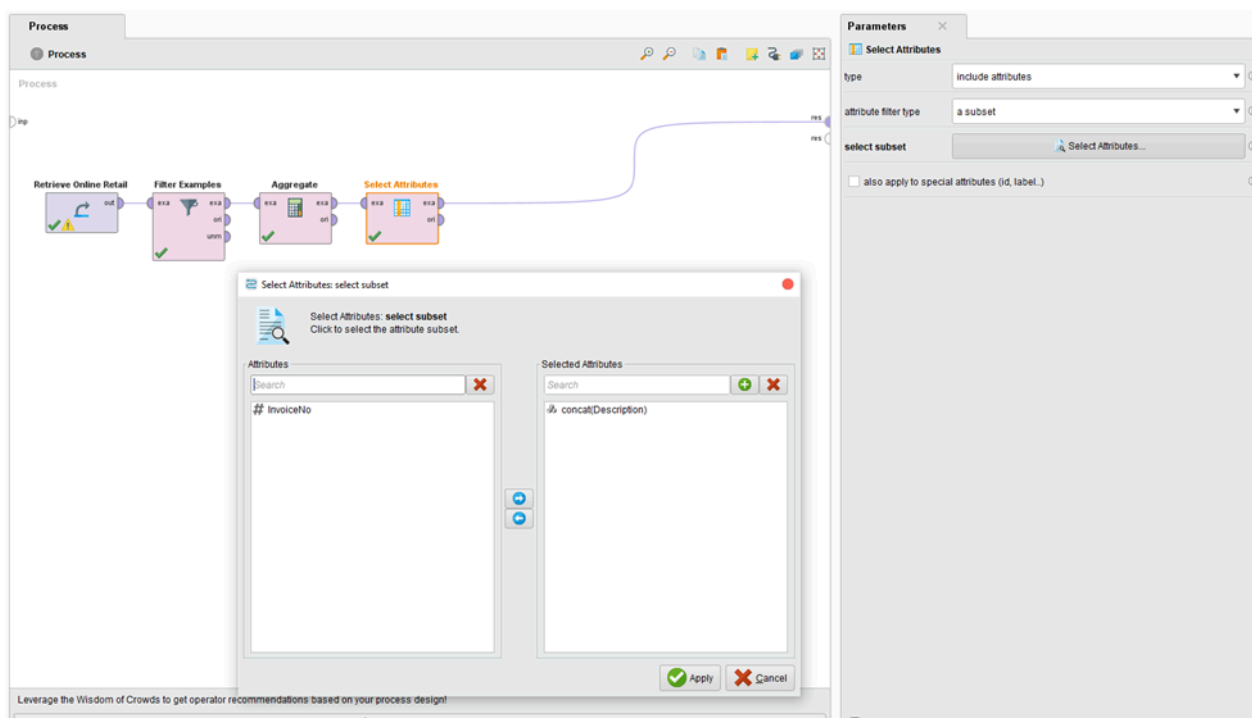 Process
Process
Process
inp
res
res
Retrieve Online Retail
Filter Examples
Aggregate
Select Attributes
out
exa
exa
ori
unm
exa
exa
ori
exa
exa
ori
Select Attributes: select subset
Select Attributes: select subset
Click to select the attribute subset.
Attributes
Search
# InvoiceNo
Selected Attributes
Search
concat(Description)
Apply
Cancel
Leverage the Wisdom of Crowds to get operator recommendations based on your process design!
Parameters
Select Attributes
type
include attributes
attribute filter type
a subset
select subset
Select Attributes...
also apply to special attributes (id, label..)